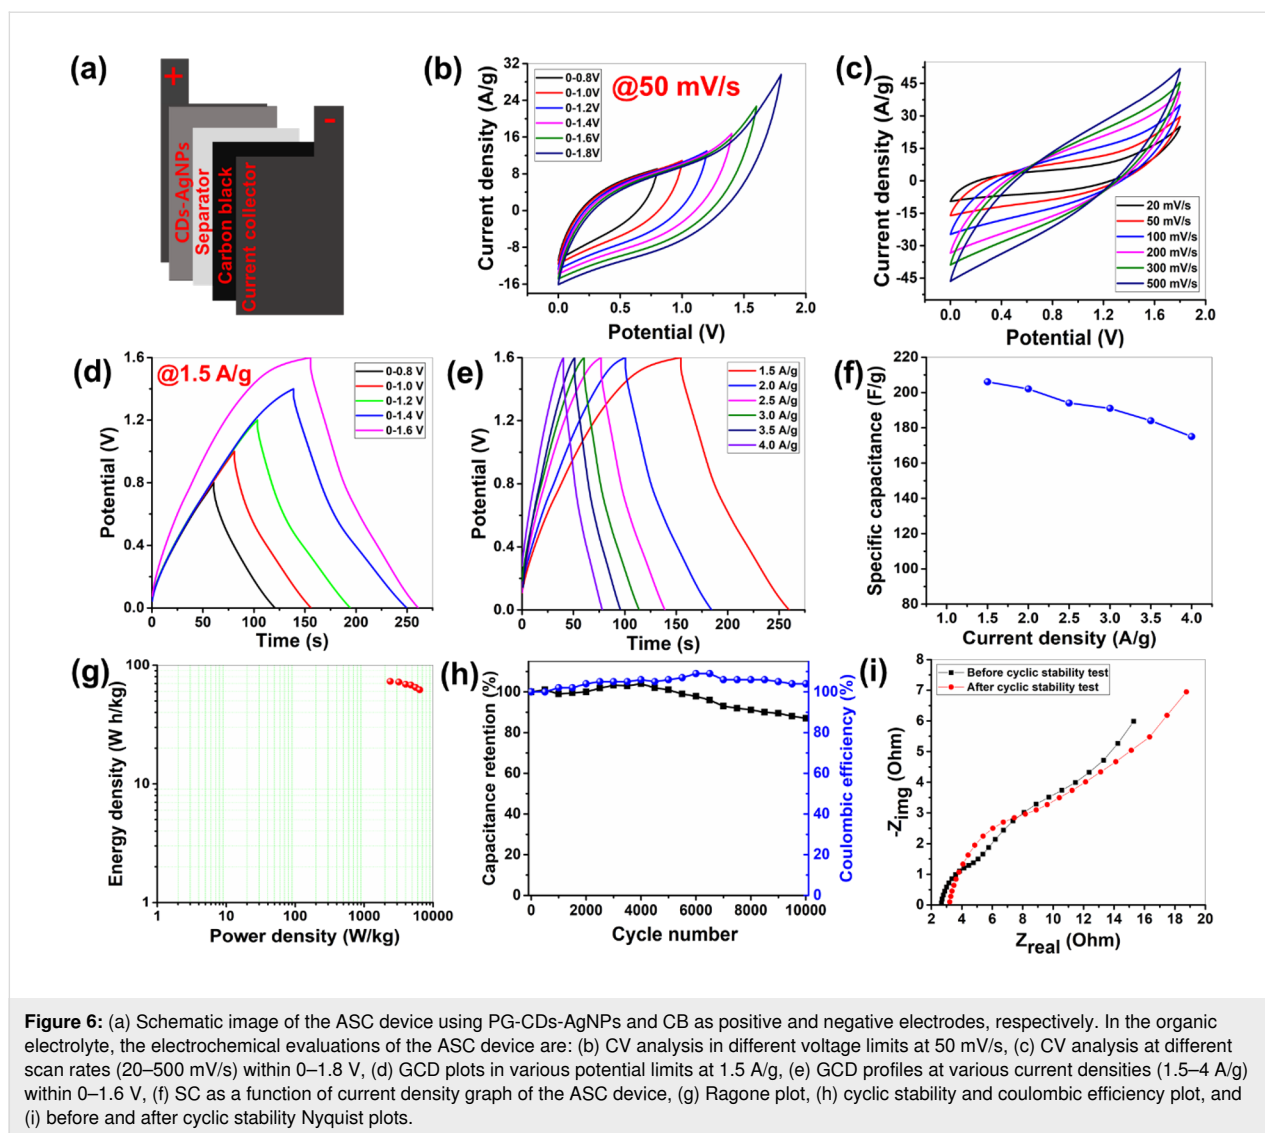 (a)
+
-
CDs-AgNPs
Separator
Carbon black
Current collector
(b)
@50 mV/s
0-0.8V
0-1.0V
0-1.2V
0-1.4V
0-1.6V
0-1.8V
Current density (A/g)
32
24
16
8
0
-8
-16
0.0 0.5 1.0 1.5 2.0
Potential (V)
(c)
Current density (A/g)
45
30
15
0
-15
-30
-45
20 mV/s
50 mV/s
100 mV/s
200 mV/s
300 mV/s
500 mV/s
0.0 0.4 0.8 1.2 1.6 2.0
Potential (V)
(d)
@1.5 A/g
0-0.8 V
0-1.0 V
0-1.2 V
0-1.4 V
0-1.6 V
Potential (V)
1.6
1.2
0.8
0.4
0.0
0 50 100 150 200 250
Time (s)
(e)
1.5 A/g
2.0 A/g
2.5 A/g
3.0 A/g
3.5 A/g
4.0 A/g
Potential (V)
1.6
1.2
0.8
0.4
0.0
0 50 100 150 200 250
Time (s)
(f)
Specific capacitance (F/g)
220
200
180
160
140
120
100
80
1.0 1.5 2.0 2.5 3.0 3.5 4.0
Current density (A/g)
(g)
Energy density (W h/kg)
100
10
1
1 10 100 1000 10000
Power density (W/kg)
(h)
Capacitance retention (%)
100
80
60
40
20
0
0 2000 4000 6000 8000 10000
Cycle number
100
80
60
40
20
0
Coulombic efficiency (%)
(i)
Before cyclic stability test
After cyclic stability test
-Zimg (Ohm)
8
7
6
5
4
3
2
1
0
2 4 6 8 10 12 14 16 18 20
Zreal (Ohm)
Figure 6: (a) Schematic image of the ASC device using PG-CDs-AgNPs and CB as positive and negative electrodes, respectively. In the organic
electrolyte, the electrochemical evaluations of the ASC device are: (b) CV analysis in different voltage limits at 50 mV/s, (c) CV analysis at different
scan rates (20–500 mV/s) within 0–1.8 V, (d) GCD plots in various potential limits at 1.5 A/g, (e) GCD profiles at various current densities (1.5–4 A/g)
within 0–1.6 V, (f) SC as a function of current density graph of the ASC device, (g) Ragone plot, (h) cyclic stability and coulombic efficiency plot, and
(i) before and after cyclic stability Nyquist plots.